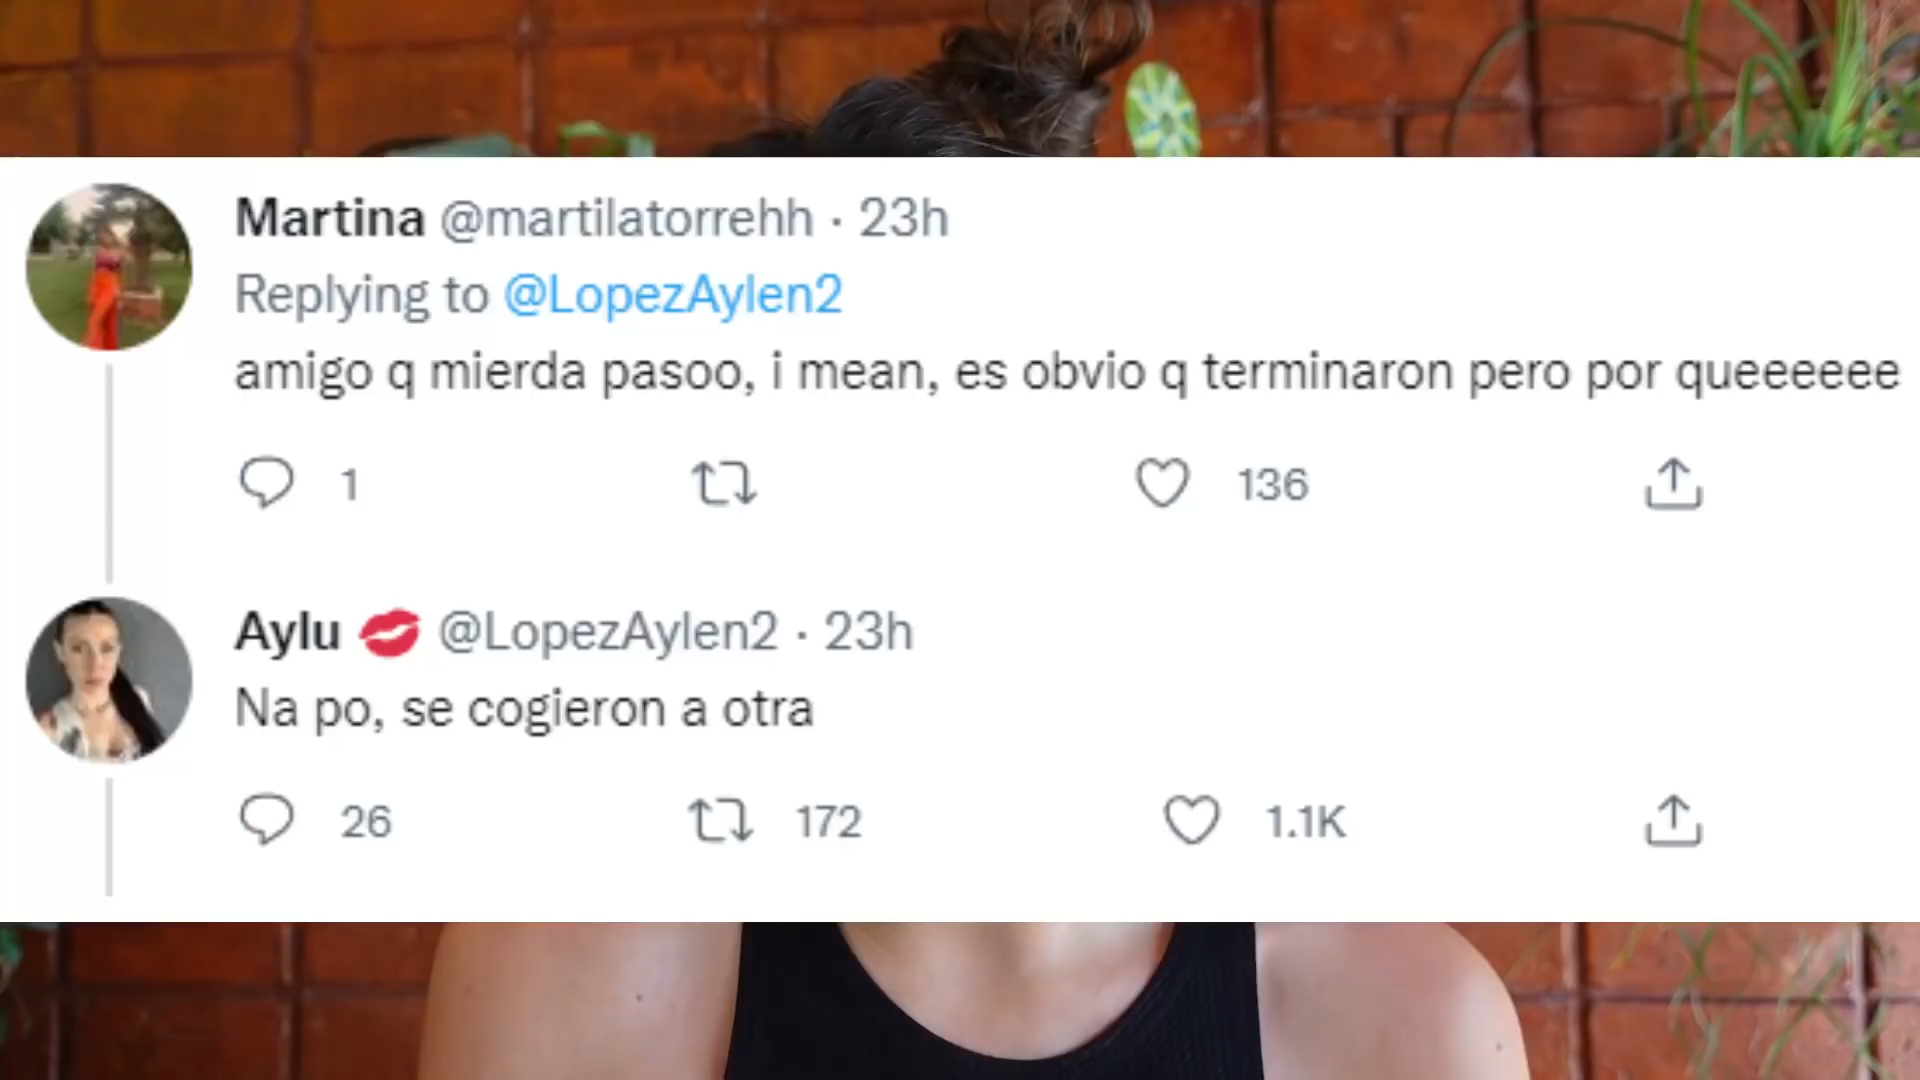 Martina @martilatorrehh · 23h
Replying to @LopezAylen2
amigo q mierda pasoo, i mean, es obvio q terminaron pero por queeeeee
1 136
Aylu 💋 @LopezAylen2 · 23h
Na po, se cogieron a otra
26 172 1.1K